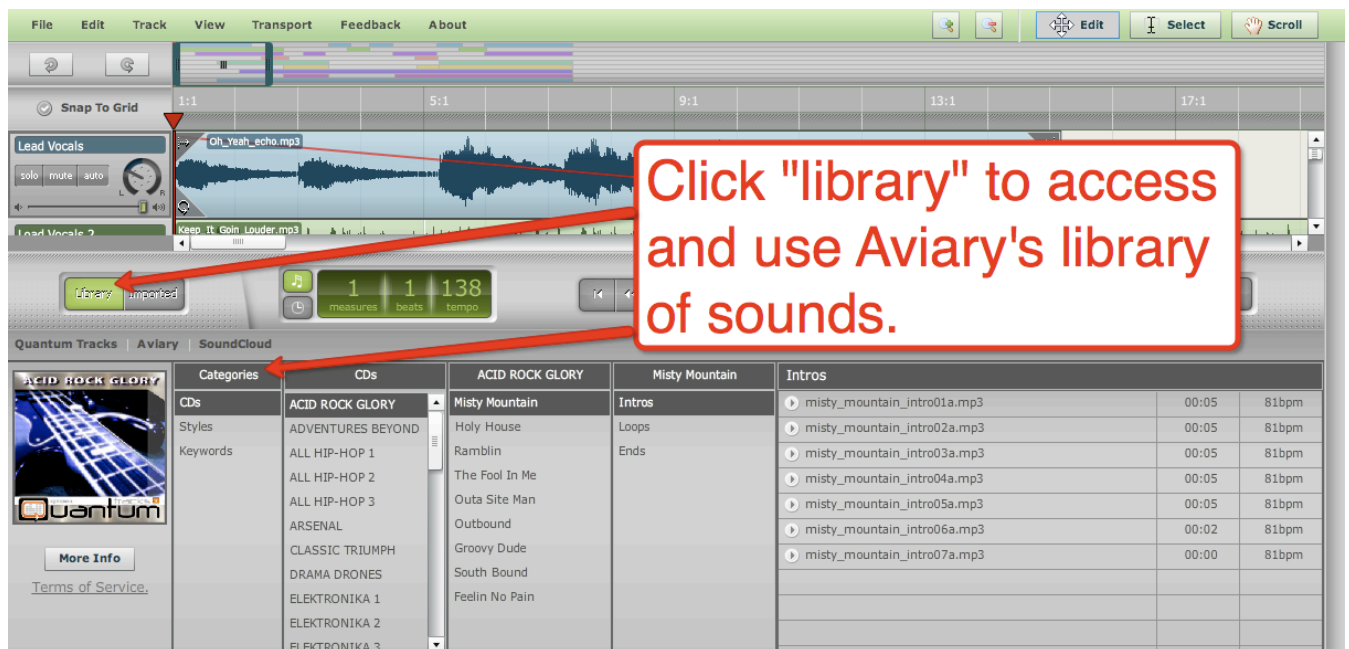 File Edit Track View Transport Feedback About
Edit Select Scroll
Snap To Grid
1:1 5:1 9:1 13:1 17:1
Lead Vocals
Oh_Yeah_echo.mp3
solo mute auto
L R
Lead Vocals 2
Keep It Goin Louder.mp3
Click "library" to access
and use Aviary's library
of sounds.
Library Imported
1 1 138
measures beats tempo
Quantum Tracks Aviary SoundCloud
ACID ROCK GLORY
Quantum
More Info
Terms of Service.
Categories CDs ACID ROCK GLORY Misty Mountain Intros
CDs ACID ROCK GLORY Misty Mountain Intros misty_mountain_intro01a.mp3 00:05 81bpm
Styles ADVENTURES BEYOND Holy House Loops misty_mountain_intro02a.mp3 00:05 81bpm
Keywords ALL HIP-HOP 1 Ramblin Ends misty_mountain_intro03a.mp3 00:05 81bpm
ALL HIP-HOP 2 The Fool In Me misty_mountain_intro04a.mp3 00:05 81bpm
ALL HIP-HOP 3 Outa Site Man misty_mountain_intro05a.mp3 00:05 81bpm
ARSENAL Outbound misty_mountain_intro06a.mp3 00:02 81bpm
CLASSIC TRIUMPH Groovy Dude misty_mountain_intro07a.mp3 00:00 81bpm
DRAMA DRONES South Bound
ELEKTRONIKA 1 Feelin No Pain
ELEKTRONIKA 2
ELEKTRONIKA 3